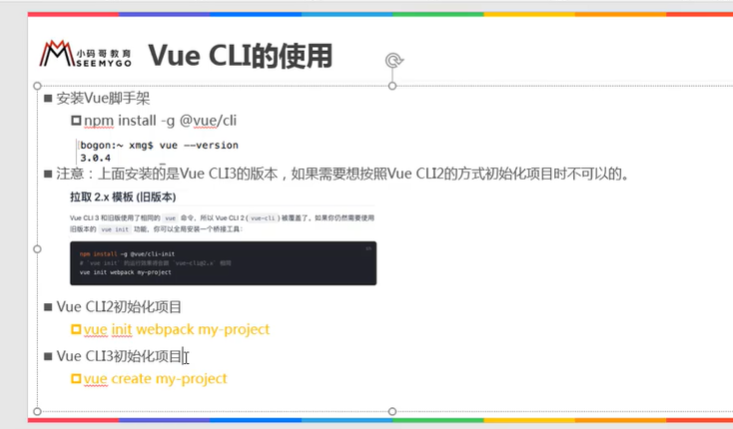 小码哥教育
SEEMYGO
Vue CLI的使用
安装Vue脚手架
npm install -g @vue/cli
bogon:~ xmg$ vue --version
3.0.4
注意：上面安装的是Vue CLI3的版本，如果需要想按照Vue CLI2的方式初始化项目时不可以的。
拉取 2.x 模板 (旧版本)
Vue CLI 3 和旧版使用了相同的 vue 命令，所以 Vue CLI 2 (vue-cli) 被覆盖了。如果你仍然需要使用
旧版本的 vue init 功能，你可以全局安装一个桥接工具：
npm install -g @vue/cli-init
# `vue init` 的运行效果将会跟 `vue-cli@2.x` 相同
vue init webpack my-project
Vue CLI2初始化项目
vue init webpack my-project
Vue CLI3初始化项目
vue create my-project